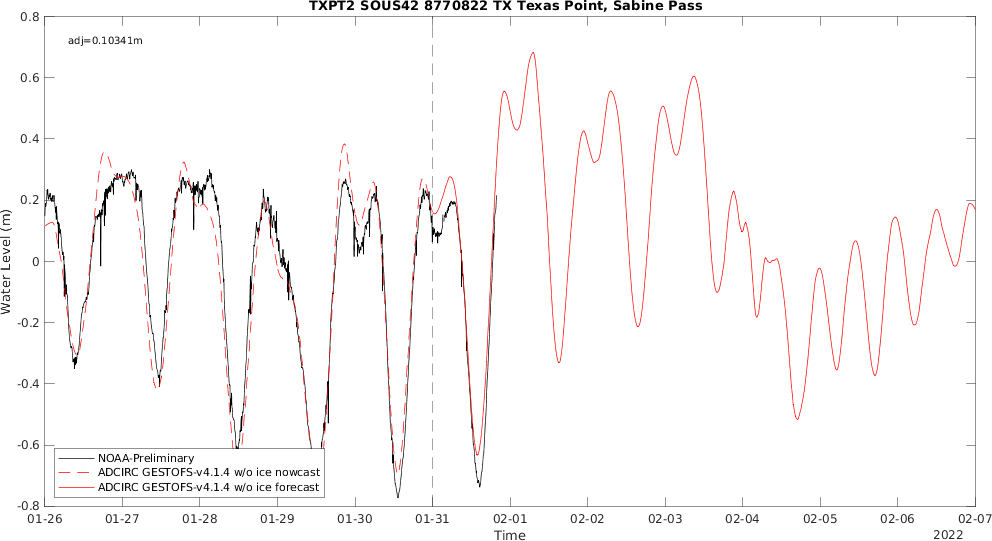 TXPT2 SOUS42 8770822 TX Texas Point, Sabine Pass
adj=0.10341m
0.8
0.6
0.4
0.2
0
-0.2
-0.4
-0.6
-0.8
Water Level (m)
NOAA-Preliminary
ADCIRC GESTOFS-v4.1.4 w/o ice nowcast
ADCIRC GESTOFS-v4.1.4 w/o ice forecast
01-26 01-27 01-28 01-29 01-30 01-31 02-01 02-02 02-03 02-04 02-05 02-06 02-07
Time
2022